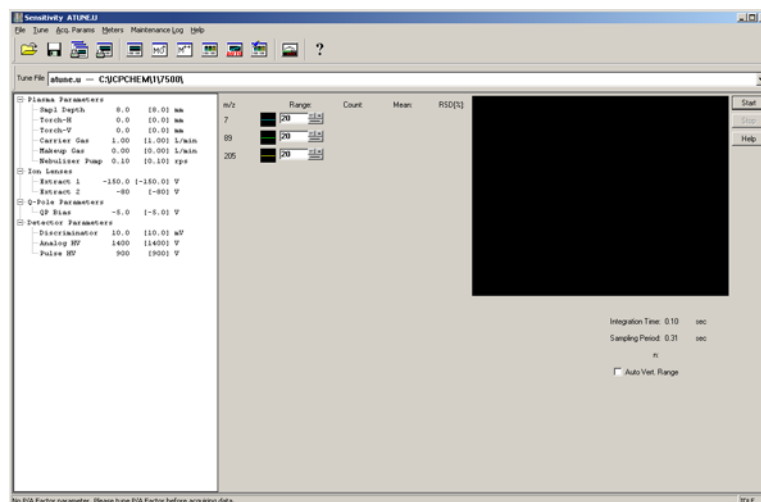 Sensitivity ATUNE.U
File Tune Acq. Params Meters Maintenance Log Help
Tune File atune.u --- C:\ICPCHEM\1\7500\
Plasma Parameters
Smpl Depth 8.0 [8.0] mm
Torch-H 0.0 [0.0] mm
Torch-V 0.0 [0.0] mm
Carrier Gas 1.00 [1.00] L/min
Makeup Gas 0.00 [0.00] L/min
Nebulizer Pump 0.10 [0.10] rps
Ion Lenses
Extract 1 -150.0 [-150.0] V
Extract 2 -80 [-80] V
Q-Pole Parameters
QP Bias -5.0 [-5.0] V
Detector Parameters
Discriminator 10.0 [10.0] mV
Analog HV 1400 [1400] V
Pulse HV 900 [900] V
m/z Range: Count: Mean: RSD[%]:
7 20
89 20
205 20
Start
Stop
Help
Integration Time: 0.10 sec
Sampling Period: 0.31 sec
n:
Auto Vert. Range
No P/A Factor parameter. Please tune P/A Factor before acquiring data.
IDLE